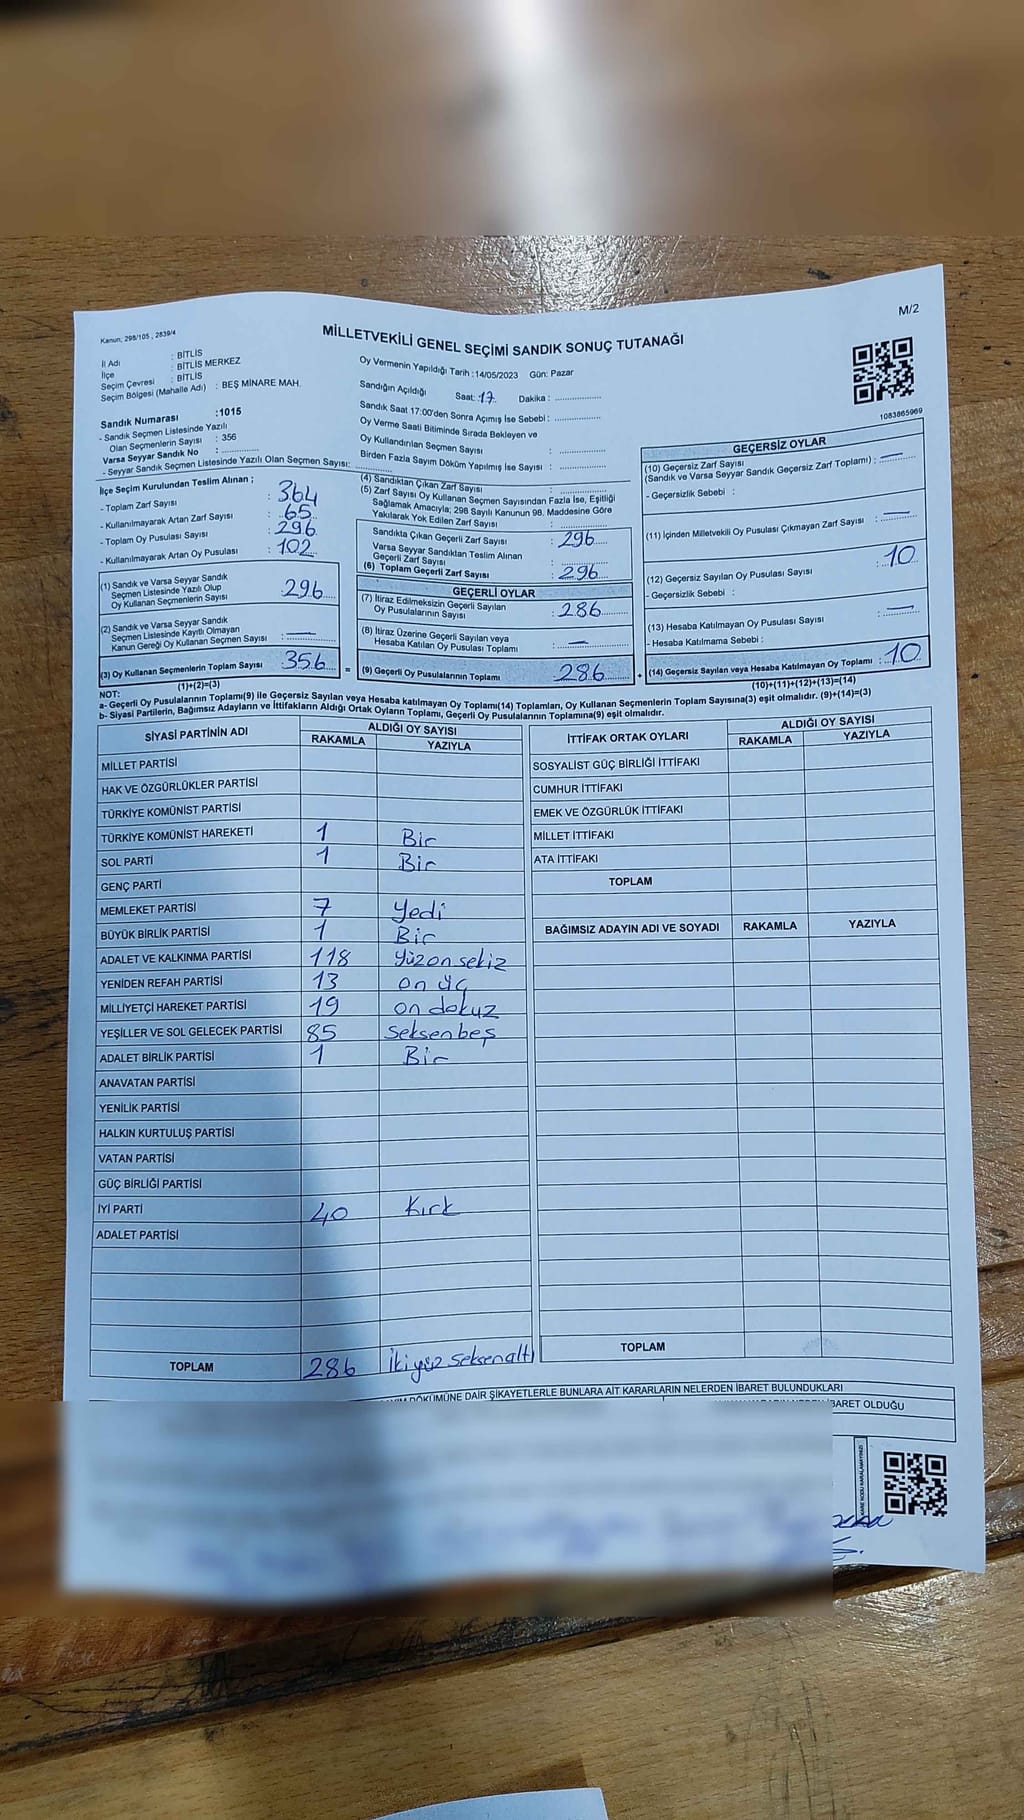 M/2
Kanun; 298/105 , 2839/4
MİLLETVEKİLİ GENEL SEÇİMİ SANDIK SONUÇ TUTANAĞI
İl Adı : BİTLİS
İlçe : BİTLİS MERKEZ
Seçim Çevresi : BİTLİS
Seçim Bölgesi (Mahalle Adı) : BEŞ MİNARE MAH.
Sandık Numarası :1015
- Sandık Seçmen Listesinde Yazılı
Olan Seçmenlerin Sayısı : 356
Varsa Seyyar Sandık No :
- Seyyar Sandık Seçmen Listesinde Yazılı Olan Seçmen Sayısı:
Oy Vermenin Yapıldığı Tarih :14/05/2023 Gün: Pazar
Sandığın Açıldığı Saat: 17 Dakika :
Sandık Saat 17:00'den Sonra Açımış İse Sebebi :
Oy Verme Saati Bitiminde Sırada Bekleyen ve
Oy Kullandırılan Seçmen Sayısı :
Birden Fazla Sayım Döküm Yapılmış İse Sayısı :
1083865969
İlçe Seçim Kurulundan Teslim Alınan ;
- Toplam Zarf Sayısı : 364
- Kullanılmayarak Artan Zarf Sayısı : 65
- Toplam Oy Pusulası Sayısı : 296
- Kullanılmayarak Artan Oy Pusulası : 102
(1) Sandık ve Varsa Seyyar Sandık
Seçmen Listesinde Yazılı Olup
Oy Kullanan Seçmenlerin Sayısı : 296
(2) Sandık ve Varsa Seyyar Sandık
Seçmen Listesinde Kayıtlı Olmayan
Kanun Gereği Oy Kullanan Seçmen Sayısı : —
(3) Oy Kullanan Seçmenlerin Toplam Sayısı : 356
(1)+(2)=(3)
(4) Sandıktan Çıkan Zarf Sayısı :
(5) Zarf Sayısı Oy Kullanan Seçmen Sayısından Fazla İse, Eşitliği
Sağlamak Amacıyla; 298 Sayılı Kanunun 98. Maddesine Göre
Yakılarak Yok Edilen Zarf Sayısı :
Sandıkta Çıkan Geçerli Zarf Sayısı : 296
Varsa Seyyar Sandıktan Teslim Alınan
Geçerli Zarf Sayısı :
(6) Toplam Geçerli Zarf Sayısı : 296
GEÇERLİ OYLAR
(7) İtiraz Edilmeksizin Geçerli Sayılan
Oy Pusulalarının Sayısı : 286
(8) İtiraz Üzerine Geçerli Sayılan veya
Hesaba Katılan Oy Pusulası Toplamı : —
= (9) Geçerli Oy Pusulalarının Toplamı : 286 +
GEÇERSİZ OYLAR
(10) Geçersiz Zarf Sayısı
(Sandık ve Varsa Seyyar Sandık Geçersiz Zarf Toplamı) : —
- Geçersizlik Sebebi :
(11) İçinden Milletvekili Oy Pusulası Çıkmayan Zarf Sayısı : —
(12) Geçersiz Sayılan Oy Pusulası Sayısı : 10
- Geçersizlik Sebebi :
(13) Hesaba Katılmayan Oy Pusulası Sayısı : —
- Hesaba Katılmama Sebebi :
(14) Geçersiz Sayılan veya Hesaba Katılmayan Oy Toplamı : 10
(10)+(11)+(12)+(13)=(14)
NOT:
a- Geçerli Oy Pusulalarının Toplamı(9) ile Geçersiz Sayılan veya Hesaba katılmayan Oy Toplamı(14) Toplamları, Oy Kullanan Seçmenlerin Toplam Sayısına(3) eşit olmalıdır. (9)+(14)=(3)
b- Siyasi Partilerin, Bağımsız Adayların ve İttifakların Aldığı Ortak Oyların Toplamı, Geçerli Oy Pusulalarının Toplamına(9) eşit olmalıdır.
SİYASİ PARTİNİN ADI ALDIĞI OY SAYISI
RAKAMLA YAZIYLA
MİLLET PARTİSİ
HAK VE ÖZGÜRLÜKLER PARTİSİ
TÜRKİYE KOMÜNİST PARTİSİ
TÜRKİYE KOMÜNİST HAREKETİ 1 Bir
SOL PARTİ 1 Bir
GENÇ PARTİ
MEMLEKET PARTİSİ 7 Yedi
BÜYÜK BİRLİK PARTİSİ 1 Bir
ADALET VE KALKINMA PARTİSİ 118 Yüz on sekiz
YENİDEN REFAH PARTİSİ 13 on üç
MİLLİYETÇİ HAREKET PARTİSİ 19 on dokuz
YEŞİLLER VE SOL GELECEK PARTİSİ 85 Seksen beş
ADALET BİRLİK PARTİSİ 1 Bir
ANAVATAN PARTİSİ
YENİLİK PARTİSİ
HALKIN KURTULUŞ PARTİSİ
VATAN PARTİSİ
GÜÇ BİRLİĞİ PARTİSİ
İYİ PARTİ 40 Kırk
ADALET PARTİSİ
TOPLAM 286 İkiyüz seksenaltı
İTTİFAK ORTAK OYLARI ALDIĞI OY SAYISI
RAKAMLA YAZIYLA
SOSYALİST GÜÇ BİRLİĞİ İTTİFAKI
CUMHUR İTTİFAKI
EMEK VE ÖZGÜRLÜK İTTİFAKI
MİLLET İTTİFAKI
ATA İTTİFAKI
TOPLAM
BAĞIMSIZ ADAYIN ADI VE SOYADI RAKAMLA YAZIYLA
TOPLAM
DÖKÜMÜNE DAİR ŞİKAYETLERLE BUNLARA AİT KARARLARIN NELERDEN İBARET BULUNDUKLARI
İBARET OLDUĞU